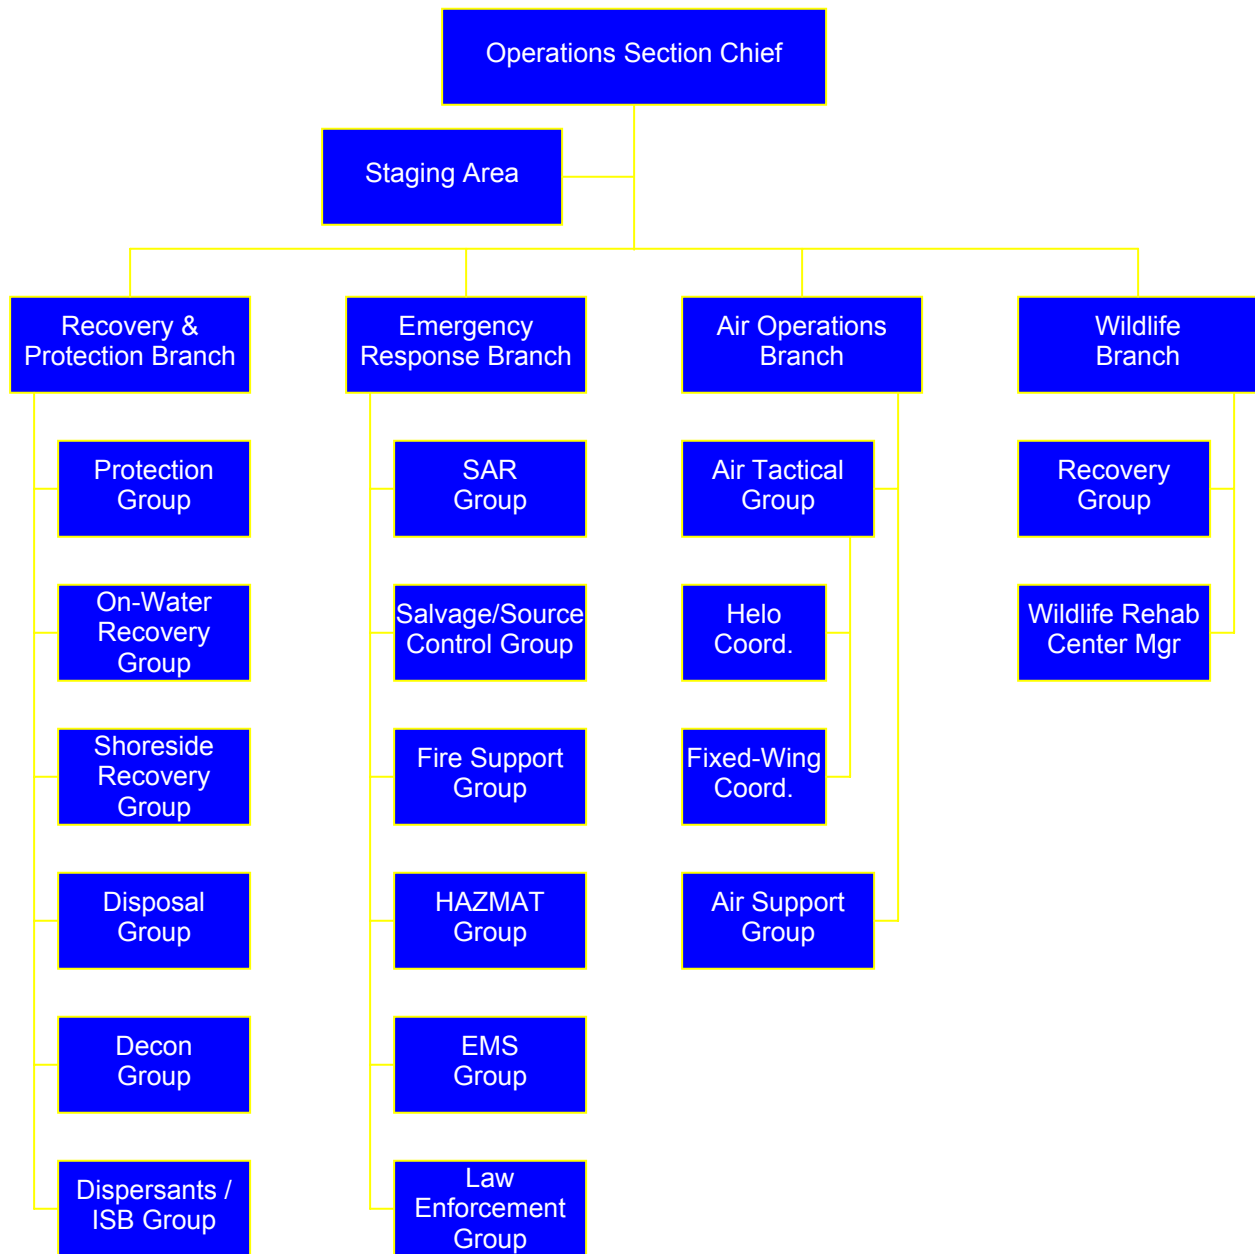 Operations Section Chief
Staging Area
Recovery &
Protection Branch
Emergency
Response Branch
Air Operations
Branch
Wildlife
Branch
Protection
Group
SAR
Group
Air Tactical
Group
Recovery
Group
On-Water
Recovery
Group
Salvage/Source
Control Group
Helo
Coord.
Wildlife Rehab
Center Mgr
Shoreside
Recovery
Group
Fire Support
Group
Fixed-Wing
Coord.
Disposal
Group
HAZMAT
Group
Air Support
Group
Decon
Group
EMS
Group
Dispersants /
ISB Group
Law
Enforcement
Group